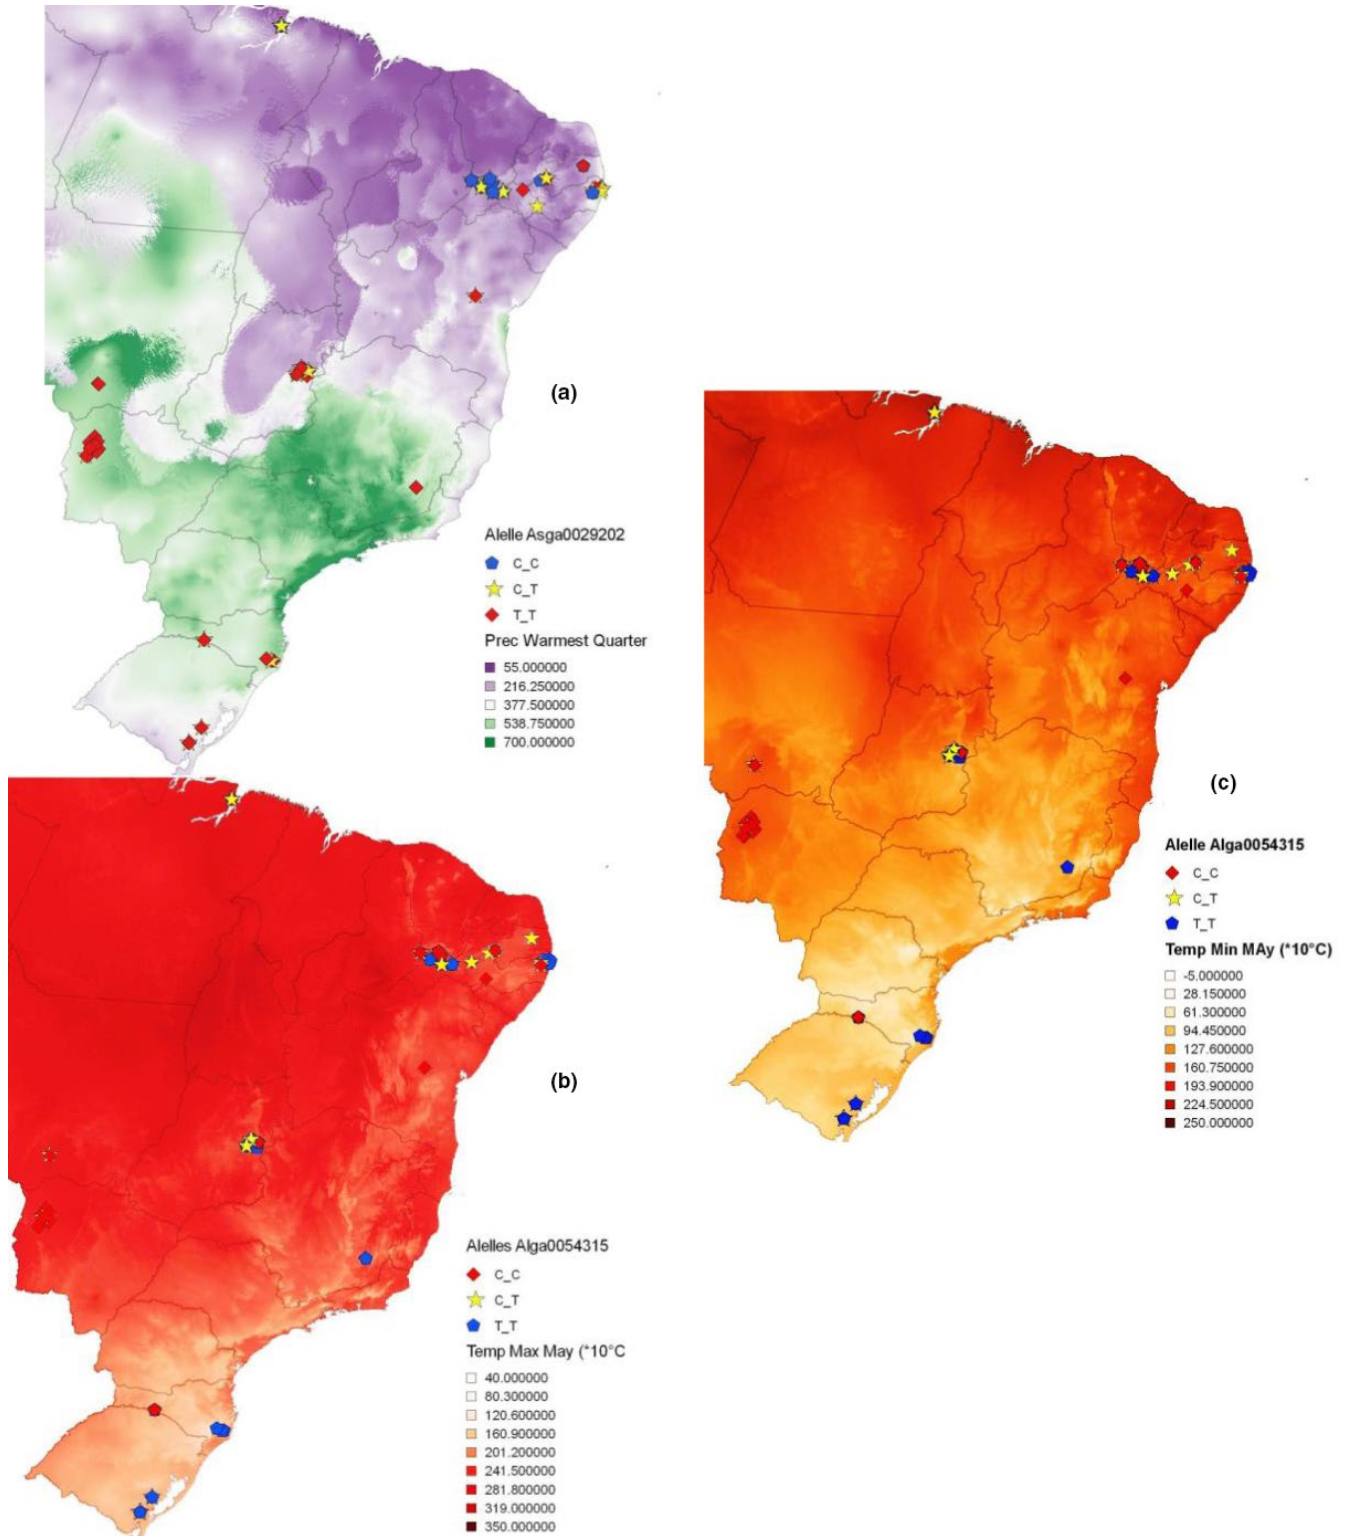 (a)
Alelle Asga0029202
C_C
C_T
T_T
Prec Warmest Quarter
55.000000
216.250000
377.500000
538.750000
700.000000
(c)
Alelle Alga0054315
C_C
C_T
T_T
Temp Min MAy (*10°C)
-5.000000
28.150000
61.300000
94.450000
127.600000
160.750000
193.900000
224.500000
250.000000
(b)
Alelles Alga0054315
C_C
C_T
T_T
Temp Max May (*10°C
40.000000
80.300000
120.600000
160.900000
201.200000
241.500000
281.800000
319.000000
350.000000